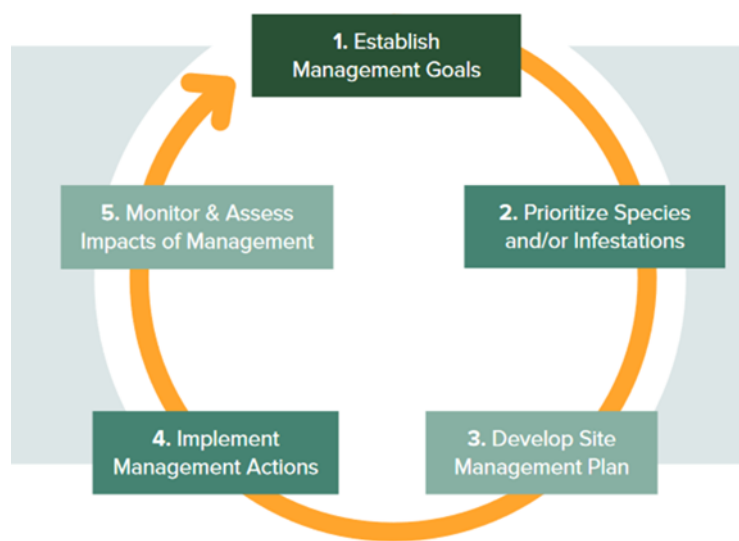 1. Establish
Management Goals
2. Prioritize Species
and/or Infestations
3. Develop Site
Management Plan
4. Implement
Management Actions
5. Monitor & Assess
Impacts of Management